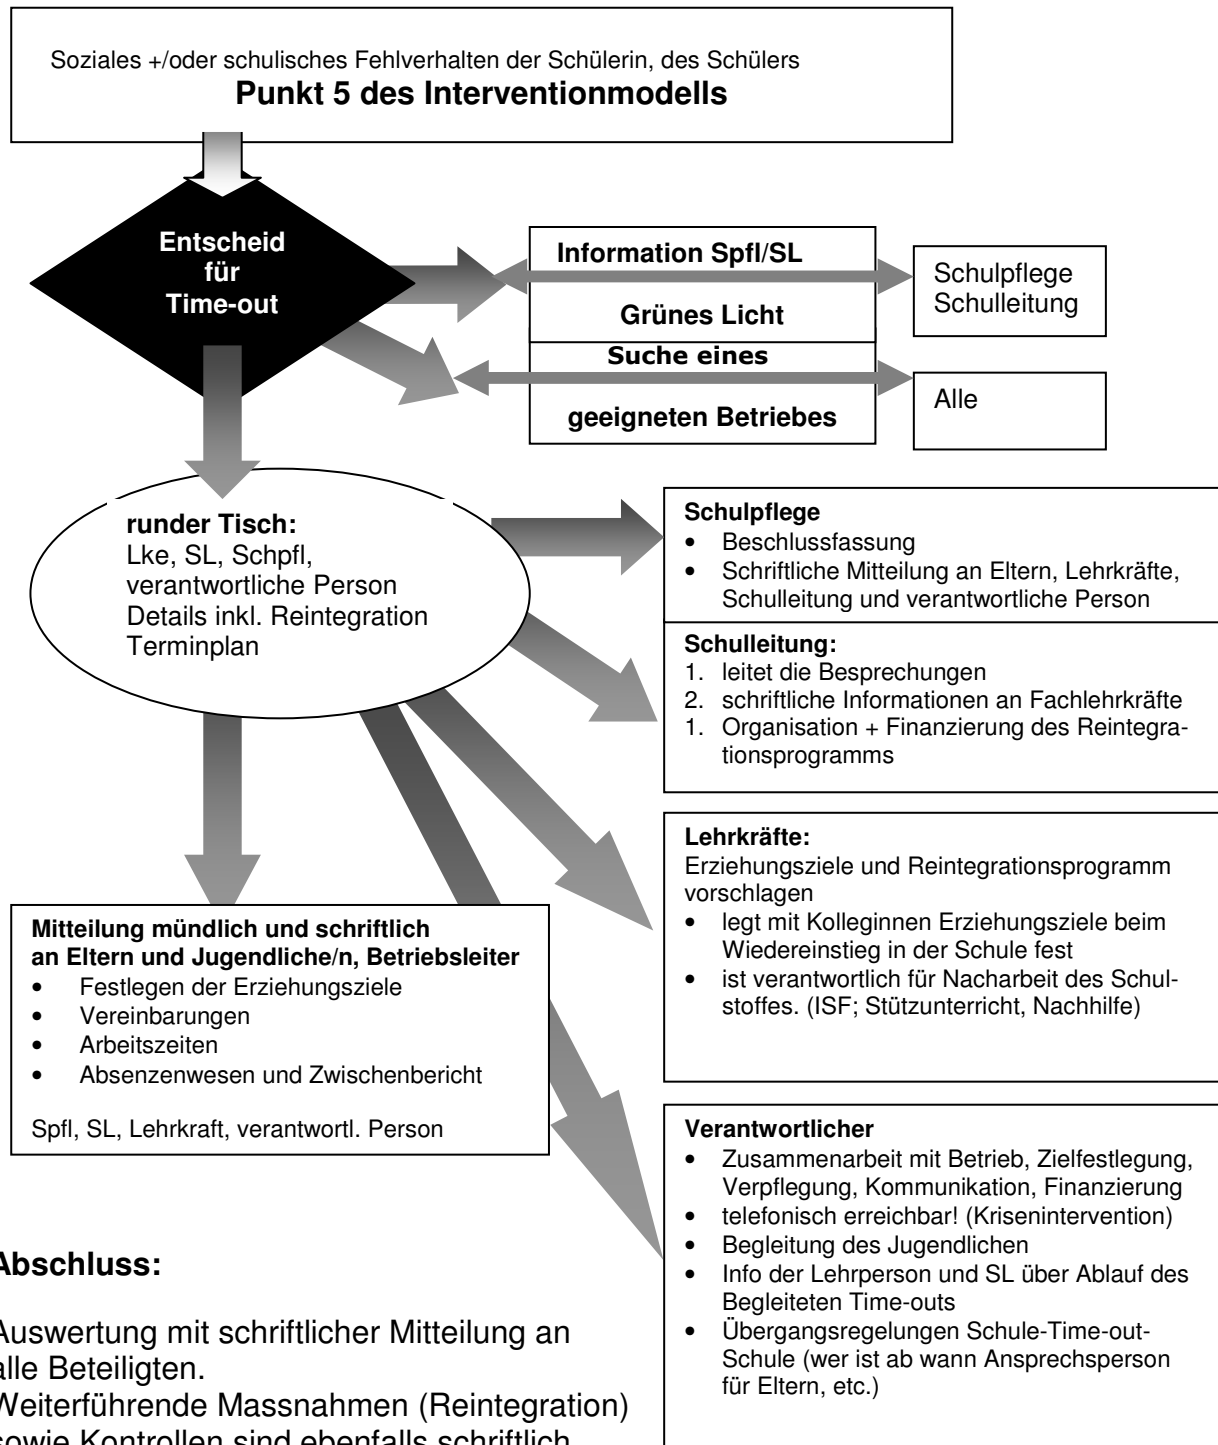 Soziales +/oder schulisches Fehlverhalten der Schülerin, des Schülers
Punkt 5 des Interventionmodells
Entscheid
für
Time-out
Information Spfl/SL
Grünes Licht
Schulpflege
Schulleitung
Suche eines
geeigneten Betriebes
Alle
runder Tisch:
Lke, SL, Schpfl,
verantwortliche Person
Details inkl. Reintegration
Terminplan
Schulpflege
• Beschlussfassung
• Schriftliche Mitteilung an Eltern, Lehrkräfte,
Schulleitung und verantwortliche Person
Schulleitung:
1. leitet die Besprechungen
2. schriftliche Informationen an Fachlehrkräfte
1. Organisation + Finanzierung des Reintegra-
tionsprogramms
Lehrkräfte:
Erziehungsziele und Reintegrationsprogramm
vorschlagen
• legt mit Kolleginnen Erziehungsziele beim
Wiedereinstieg in der Schule fest
• ist verantwortlich für Nacharbeit des Schul-
stoffes. (ISF; Stützunterricht, Nachhilfe)
Mitteilung mündlich und schriftlich
an Eltern und Jugendliche/n, Betriebsleiter
• Festlegen der Erziehungsziele
• Vereinbarungen
• Arbeitszeiten
• Absenzenwesen und Zwischenbericht
Spfl, SL, Lehrkraft, verantwortl. Person
Verantwortlicher
• Zusammenarbeit mit Betrieb, Zielfestlegung,
Verpflegung, Kommunikation, Finanzierung
• telefonisch erreichbar! (Krisenintervention)
• Begleitung des Jugendlichen
• Info der Lehrperson und SL über Ablauf des
Begleiteten Time-outs
• Übergangsregelungen Schule-Time-out-
Schule (wer ist ab wann Ansprechsperson
für Eltern, etc.)
Abschluss:
Auswertung mit schriftlicher Mitteilung an
alle Beteiligten.
Weiterführende Massnahmen (Reintegration)
sowie Kontrollen sind ebenfalls schriftlich